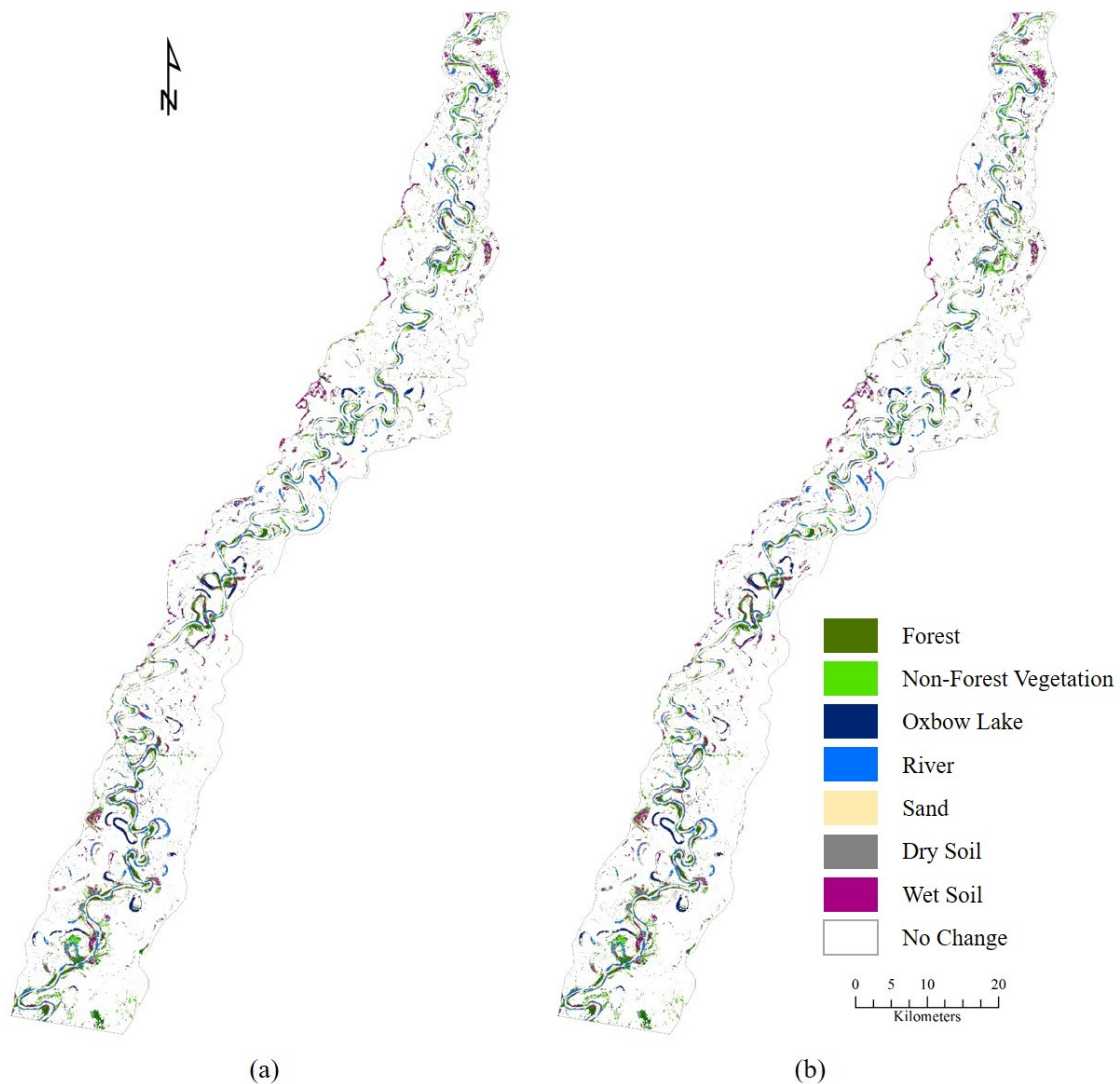 N
Forest
Non-Forest Vegetation
Oxbow Lake
River
Sand
Dry Soil
Wet Soil
No Change
0 5 10 20
Kilometers
(a) (b)